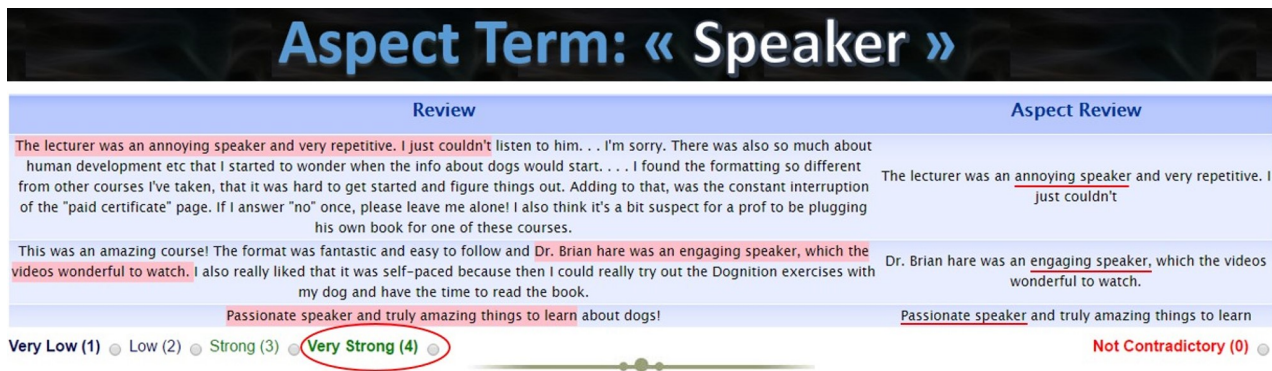 Aspect Term: « Speaker »
Review
Aspect Review
The lecturer was an annoying speaker and very repetitive. I just couldn't listen to him. . . I'm sorry. There was also so much about
human development etc that I started to wonder when the info about dogs would start. . . . I found the formatting so different
from other courses I've taken, that it was hard to get started and figure things out. Adding to that, was the constant interruption
of the "paid certificate" page. If I answer "no" once, please leave me alone! I also think it's a bit suspect for a prof to be plugging
his own book for one of these courses.
The lecturer was an annoying speaker and very repetitive. I
just couldn't
This was an amazing course! The format was fantastic and easy to follow and Dr. Brian hare was an engaging speaker, which the
videos wonderful to watch. I also really liked that it was self-paced because then I could really try out the Dognition exercises with
my dog and have the time to read the book.
Dr. Brian hare was an engaging speaker, which the videos
wonderful to watch.
Passionate speaker and truly amazing things to learn about dogs!
Passionate speaker and truly amazing things to learn
Very Low (1) Low (2) Strong (3) Very Strong (4)
Not Contradictory (0)